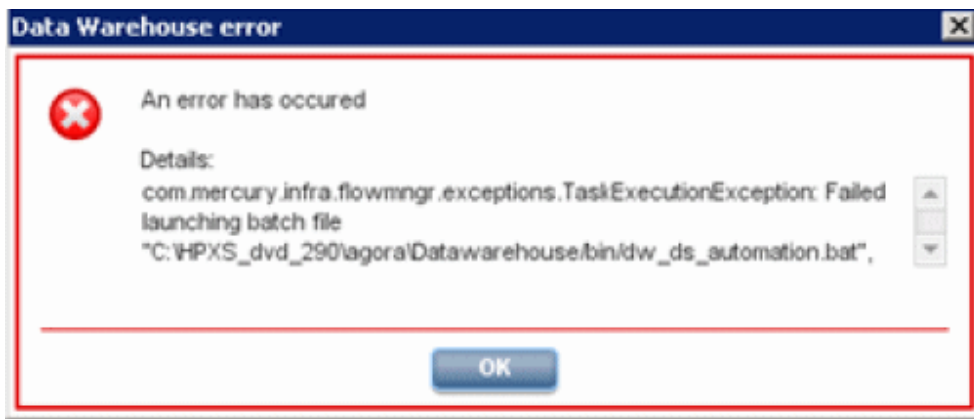 Data Warehouse error
An error has occured
Details:
com.mercury.infra.flowmngr.exceptions.TaskExecutionException: Failed
launching batch file
"C:\HPXS_dvd_290\agora\Datawarehouse/bin/dw_ds_automation.bat",
OK